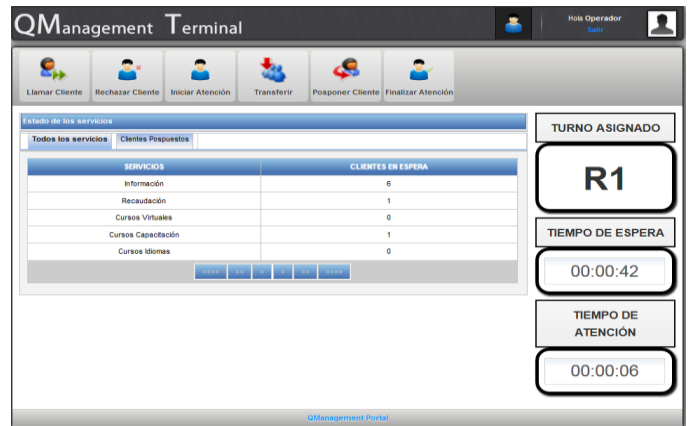 QManagement Terminal
Hola Operador
Salir
Llamar Cliente Rechazar Cliente Iniciar Atención Transferir Posponer Cliente Finalizar Atención
Estado de los servicios
Todos los servicios Clientes Pospuestos
SERVICIOS CLIENTES EN ESPERA
Información 6
Recaudación 1
Cursos Virtuales 0
Cursos Capacitación 1
Cursos Idiomas 0
TURNO ASIGNADO
R1
TIEMPO DE ESPERA
00:00:42
TIEMPO DE
ATENCIÓN
00:00:06
QManagement Portal